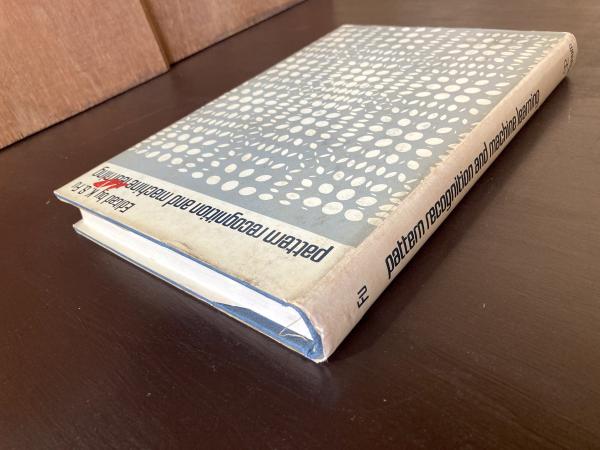 pattern recognition and machine learning
Edited by K. S. Fu
FU
pattern recognition and machine learning